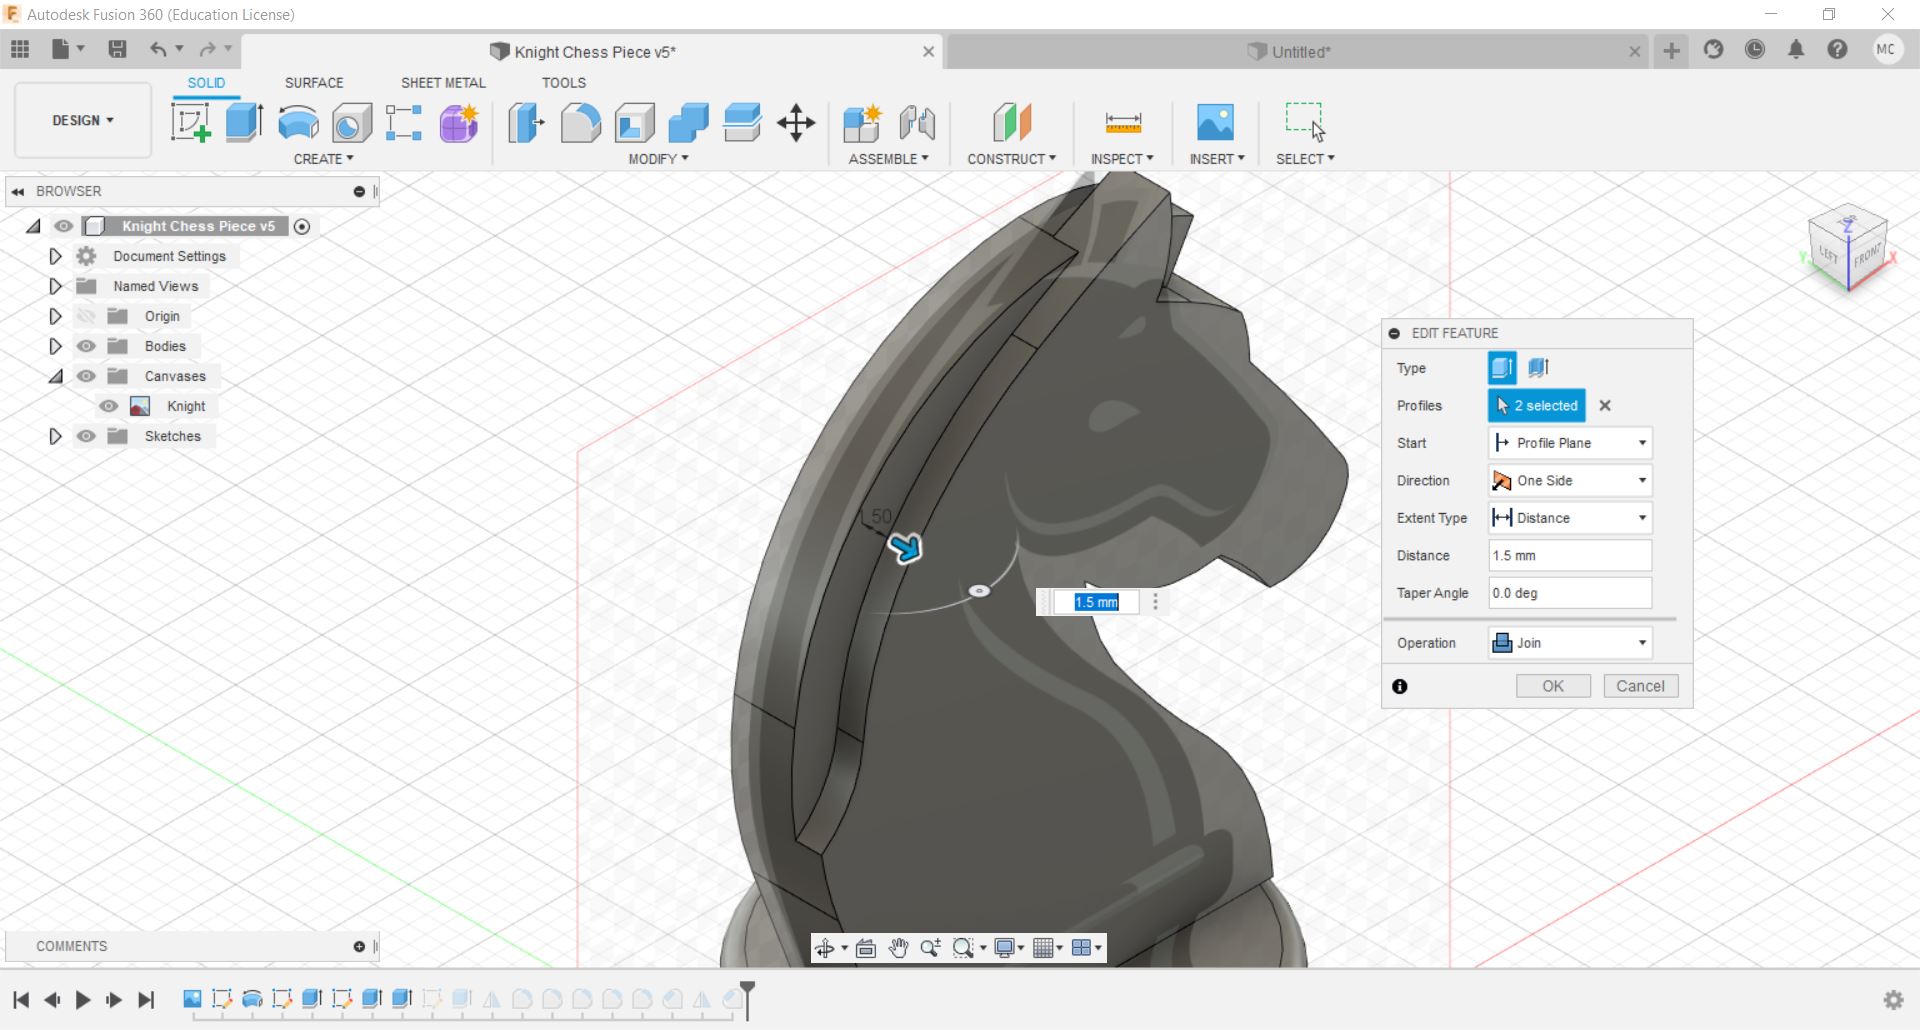 Autodesk Fusion 360 (Education License)
Knight Chess Piece v5*
Untitled*
MC
SOLID
SURFACE
SHEET METAL
TOOLS
DESIGN
CREATE
MODIFY
ASSEMBLE
CONSTRUCT
INSPECT
INSERT
SELECT
BROWSER
Knight Chess Piece v5
Document Settings
Named Views
Origin
Bodies
Canvases
Knight
Sketches
Z
LEFT
FRONT
Y
X
EDIT FEATURE
Type
Profiles 2 selected
Start Profile Plane
Direction One Side
Extent Type Distance
Distance 1.5 mm
Taper Angle 0.0 deg
Operation Join
OK Cancel
1.50
1.5 mm
COMMENTS